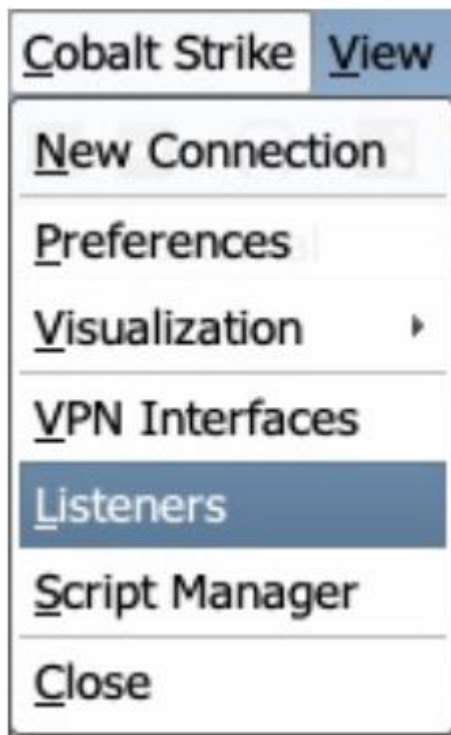 Cobalt Strike View
New Connection
Preferences
Visualization
VPN Interfaces
Listeners
Script Manager
Close